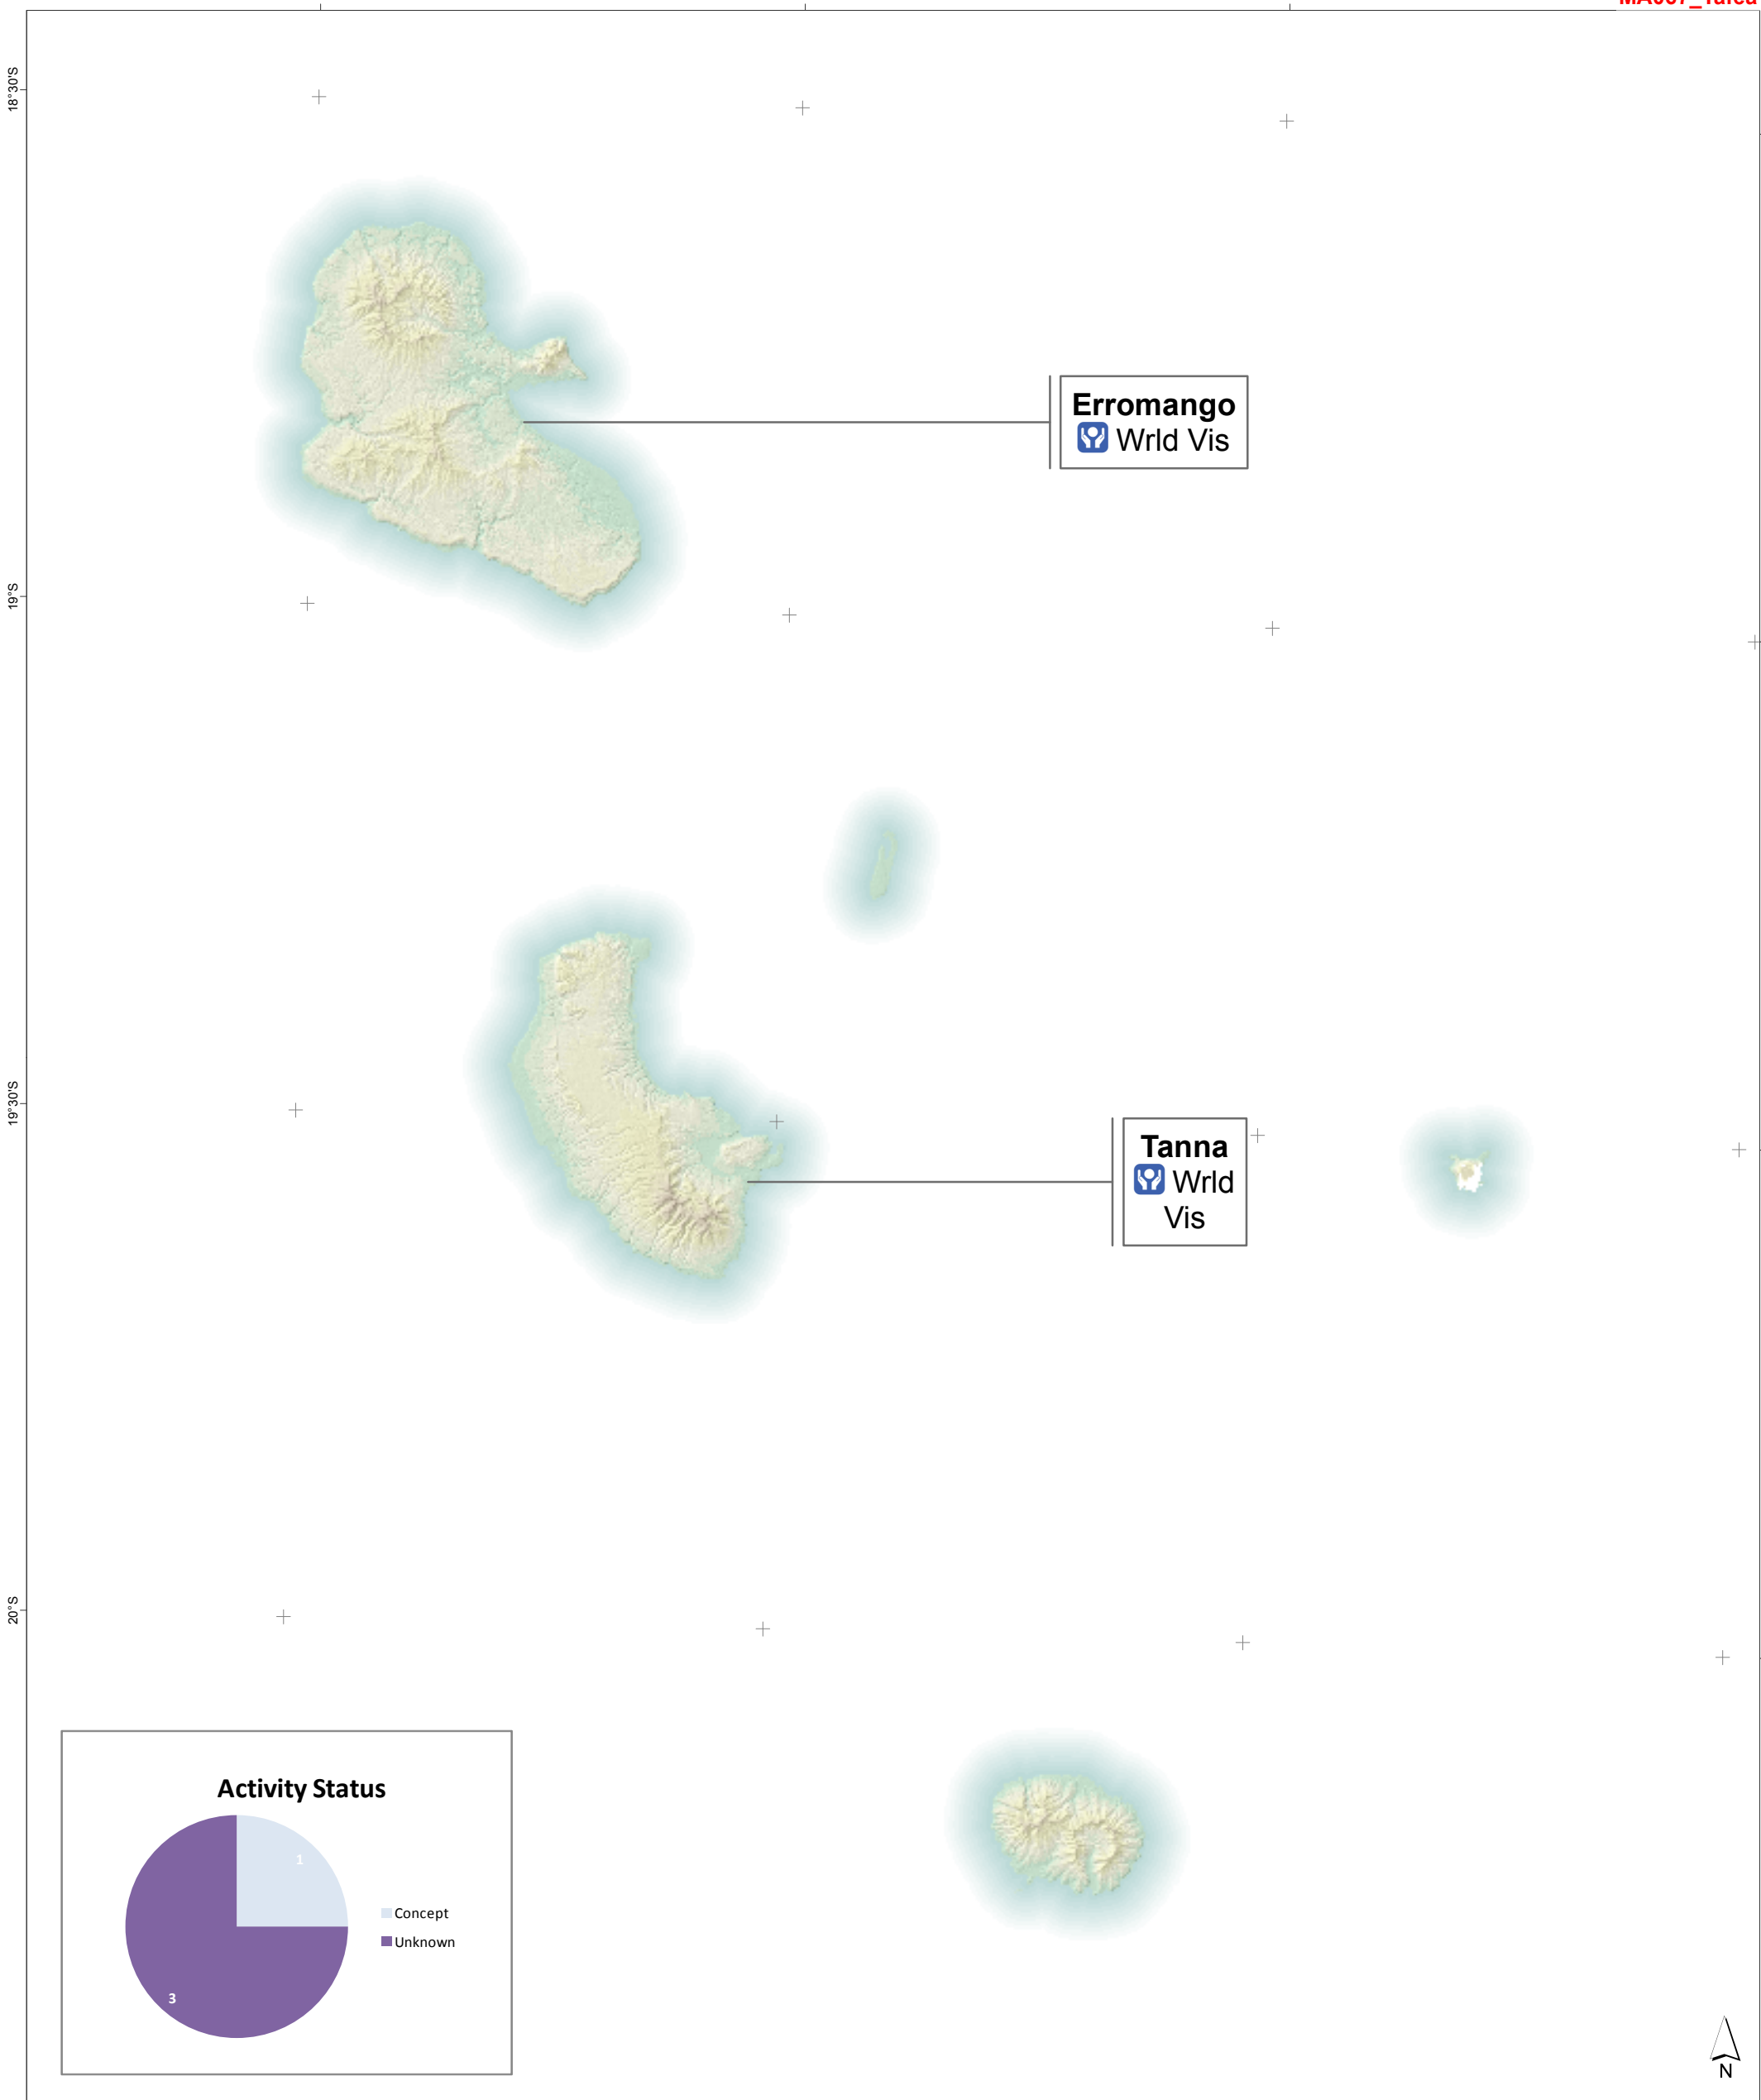 18°30'S
Erromango
Wrld Vis
19°S
19°30'S
Tanna
Wrld
Vis
20°S
Activity Status
1
Concept
Unknown
3
N